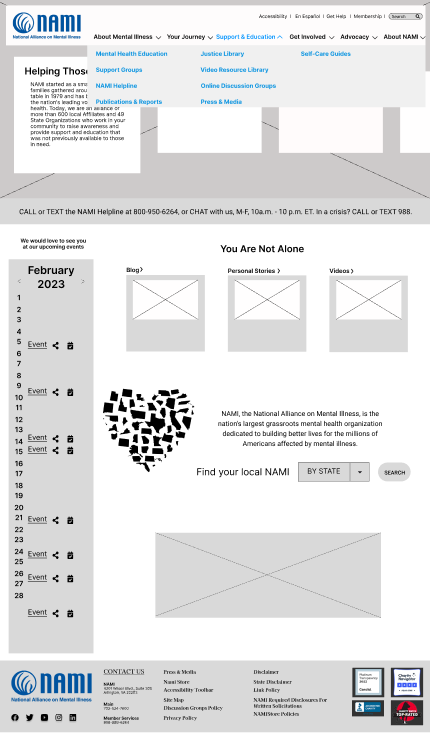 NAMI
National Alliance on Mental Illness
Accessibility | En Español | Get Help | Membership | Search
About Mental Illness Your Journey Support & Education Get Involved Advocacy About NAMI
Mental Health Education Justice Library Self-Care Guides
Support Groups Video Resource Library
NAMI Helpline Online Discussion Groups
Publications & Reports Press & Media
Helping Those
NAMI started as a sm
families gathered arou
table in 1979 and has b
the nation's leading vo
health. Today, we are an alliance of
more than 600 local Affiliates and 49
State Organizations who work in your
community to raise awareness and
provide support and education that
was not previously available to those
in need.
CALL or TEXT the NAMI Helpline at 800-950-6264, or CHAT with us, M-F, 10a.m. - 10 p.m. ET. In a crisis? CALL or TEXT 988.
We would love to see you
at our upcoming events
February
2023
1
2
3
4
5
Event
6
7
8
9
Event
10
11
12
13
14
Event
15
Event
16
17
18
19
20
21
Event
22
23
24
Event
25
26
Event
27
28
Event
You Are Not Alone
Blog Personal Stories Videos
NAMI, the National Alliance on Mental Illness, is the
nation's largest grassroots mental health organization
dedicated to building better lives for the millions of
Americans affected by mental illness.
Find your local NAMI BY STATE SEARCH
NAMI
National Alliance on Mental Illness
CONTACT US
NAMI
4301 Wilson Blvd., Suite 300
Arlington, VA 22203
Main
703-524-7600
Member Services
888-999-6264
Press & Media
Nami Store
Accessibility Toolbar
Site Map
Discussion Groups Policy
Privacy Policy
Disclaimer
State Disclaimer
Link Policy
NAMI Required Disclosures For
Written Solicitations
NAMIStore Policies
Platinum
Transparency
2022
Candid.
Charity
Navigator
TOP-RATED